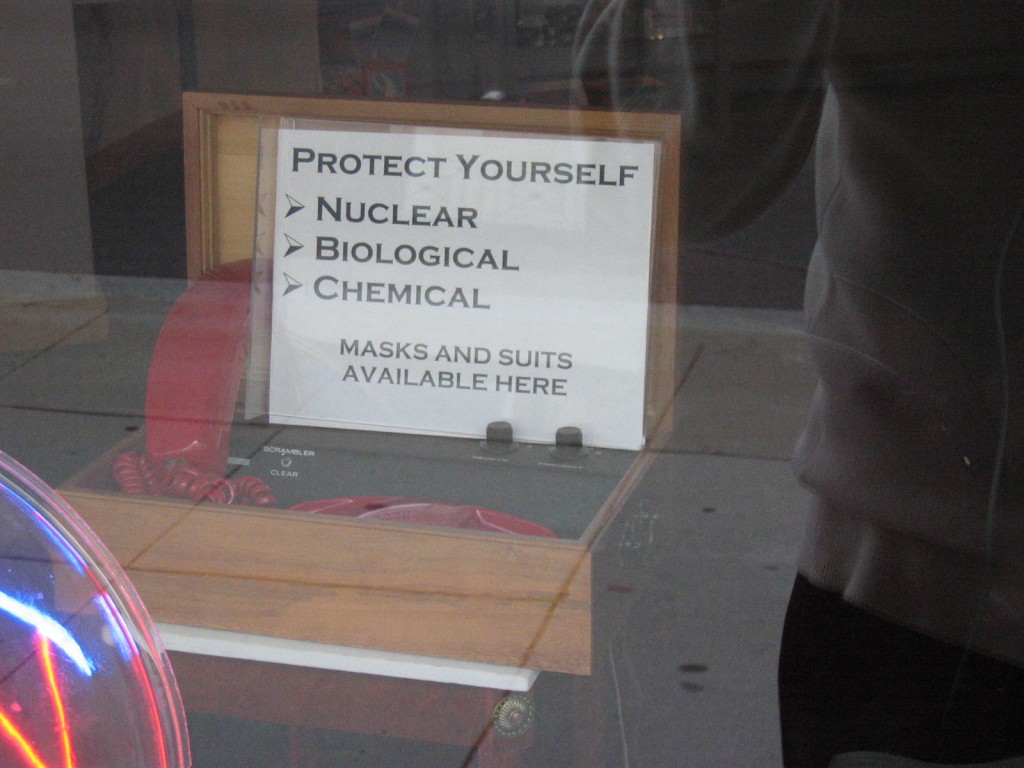 PROTECT YOURSELF
➢ NUCLEAR
➢ BIOLOGICAL
➢ CHEMICAL
MASKS AND SUITS
AVAILABLE HERE
SCRAMBLER
CLEAR